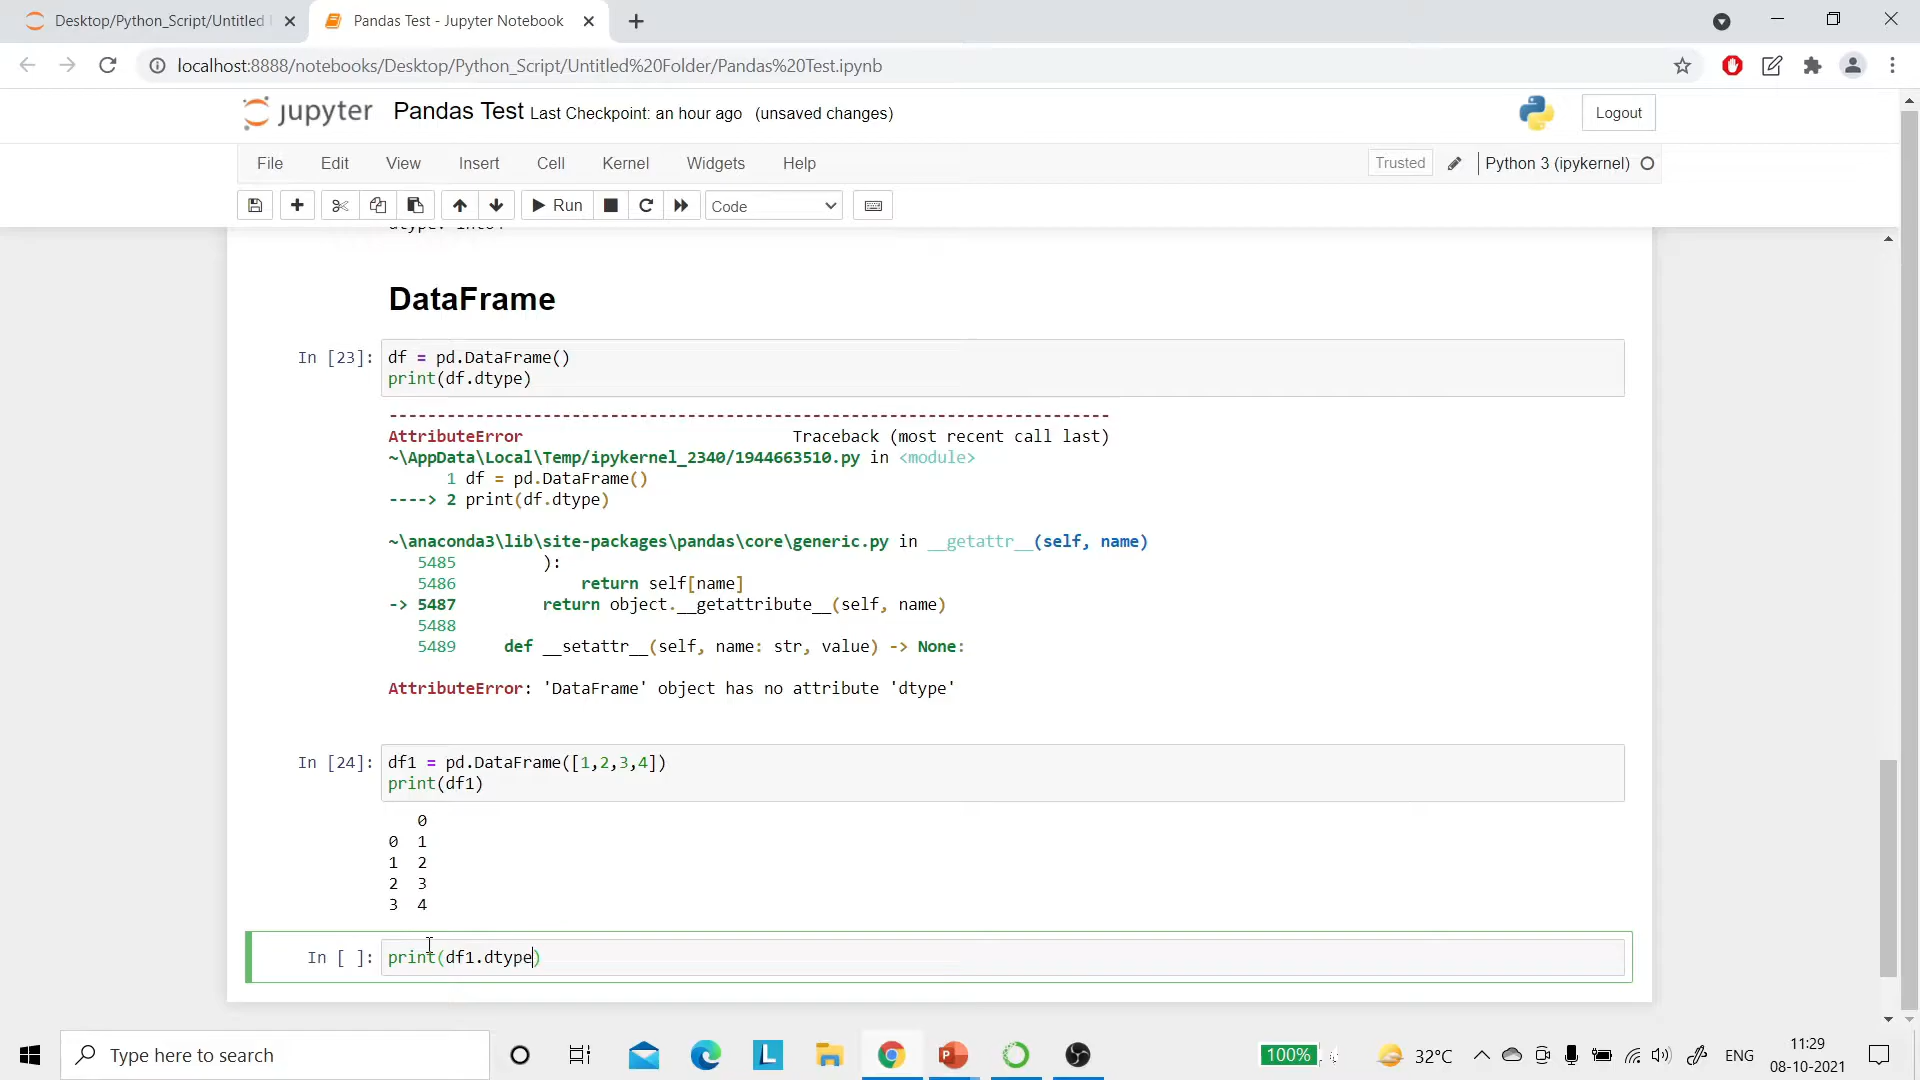 Desktop/Python_Script/Untitled
Pandas Test - Jupyter Notebook
localhost:8888/notebooks/Desktop/Python_Script/Untitled%20Folder/Pandas%20Test.ipynb
jupyter Pandas Test Last Checkpoint: an hour ago (unsaved changes)
Logout
File Edit View Insert Cell Kernel Widgets Help
Trusted Python 3 (ipykernel)
Run Code
DataFrame
In [23]: df = pd.DataFrame()
print(df.dtype)
---------------------------------------------------------------------------
AttributeError Traceback (most recent call last)
~\AppData\Local\Temp/ipykernel_2340/1944663510.py in <module>
1 df = pd.DataFrame()
----> 2 print(df.dtype)
~\anaconda3\lib\site-packages\pandas\core\generic.py in __getattr__(self, name)
5485 ):
5486 return self[name]
-> 5487 return object.__getattribute__(self, name)
5488
5489 def __setattr__(self, name: str, value) -> None:
AttributeError: 'DataFrame' object has no attribute 'dtype'
In [24]: df1 = pd.DataFrame([1,2,3,4])
print(df1)
0
0 1
1 2
2 3
3 4
In [ ]: print(df1.dtype)
Type here to search
L
100%
32°C
ENG
11:29
08-10-2021